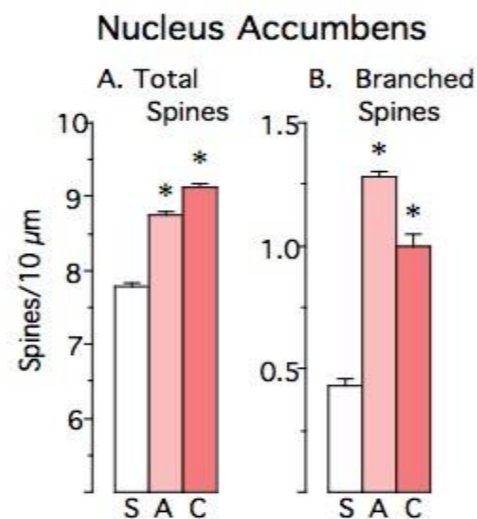 Nucleus Accumbens
A. Total
Spines
B. Branched
Spines
Spines/10 µm
10
9
8
7
6
*
*
S A C
1.5
1.0
0.5
*
*
S A C